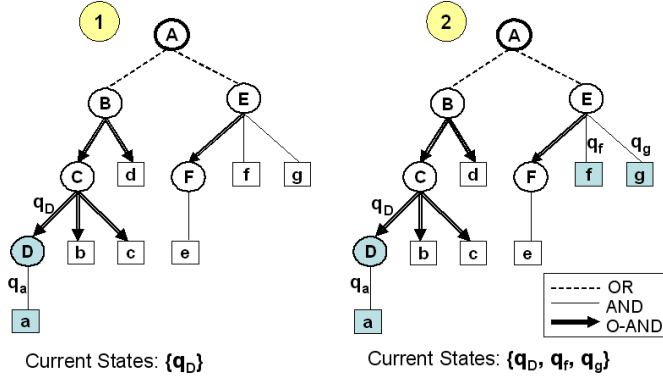 1
A
B
E
C
d
F
f
g
qD
D
b
c
e
qa
a
Current States: {qD}
2
A
B
E
qf
qg
C
d
F
f
g
qD
D
b
c
e
qa
a
OR
AND
O-AND
Current States: {qD, qf, qg}